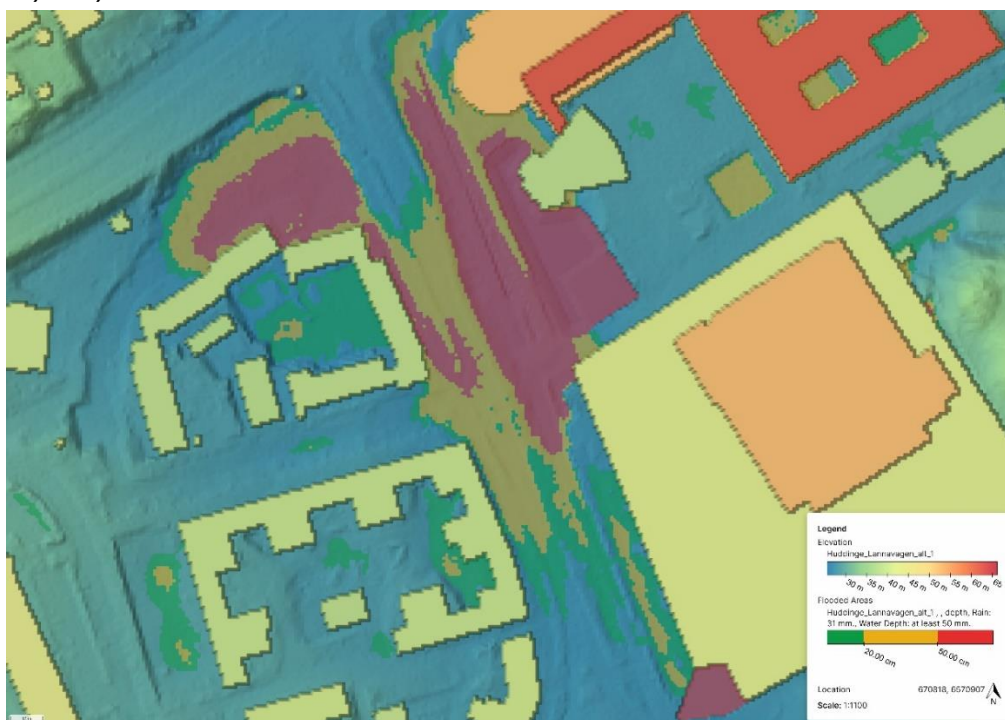 Legend
Elevation
Huddinge_Lannavagen_alt_1
30 m 35 m 40 m 45 m 50 m 55 m 60 m 65 m
Flooded Areas
Huddinge_Lannavagen_alt_1 , , depth, Rain:
31 mm., Water Depth: at least 50 mm.
20.00 cm 50.00 cm
Location 670818, 6570907
N
Scale: 1:1100